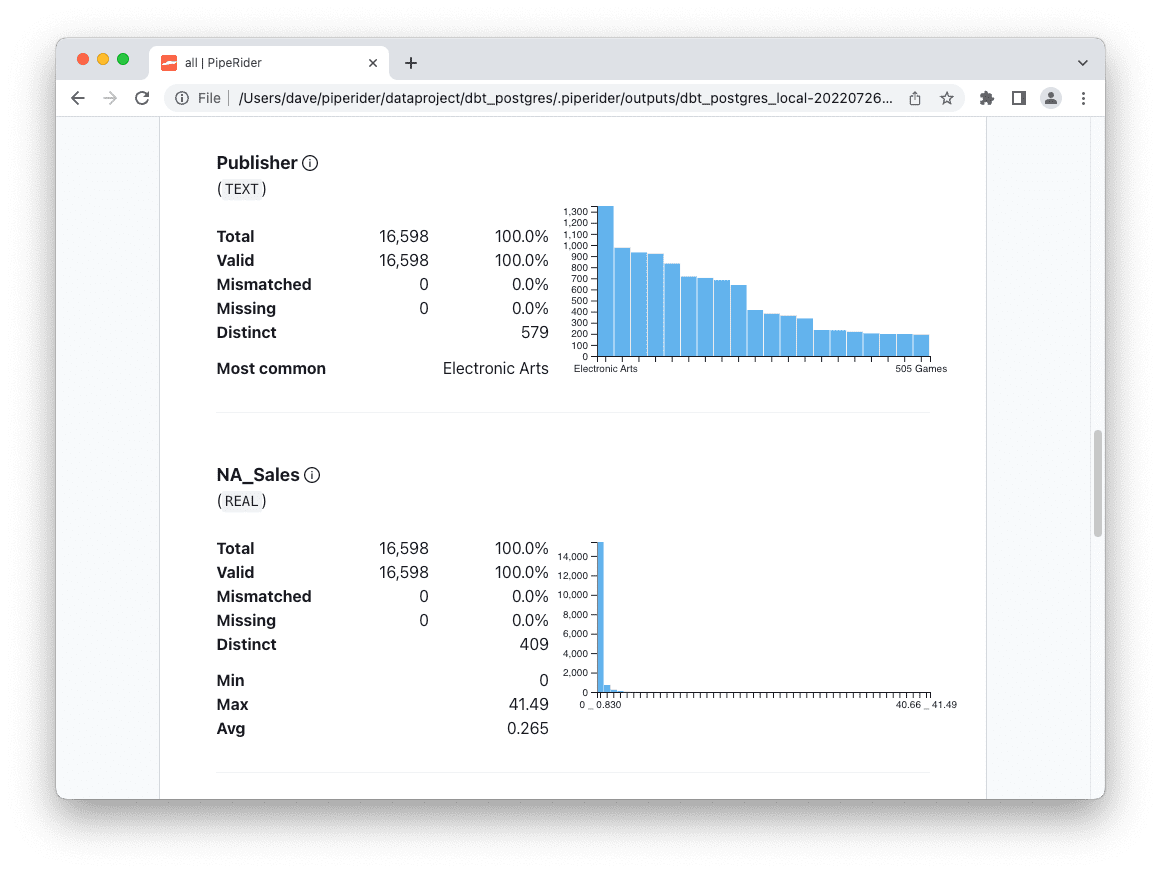 all | PipeRider
File /Users/dave/piperider/dataproject/dbt_postgres/.piperider/outputs/dbt_postgres_local-20220726...
Publisher
( TEXT )
Total 16,598 100.0%
Valid 16,598 100.0%
Mismatched 0 0.0%
Missing 0 0.0%
Distinct 579
Most common Electronic Arts
1,300
1,200
1,100
1,000
900
800
700
600
500
400
300
200
100
0
Electronic Arts 505 Games
NA_Sales
( REAL )
Total 16,598 100.0%
Valid 16,598 100.0%
Mismatched 0 0.0%
Missing 0 0.0%
Distinct 409
Min 0
Max 41.49
Avg 0.265
14,000
12,000
10,000
8,000
6,000
4,000
2,000
0
0 _ 0.830 40.66 _ 41.49